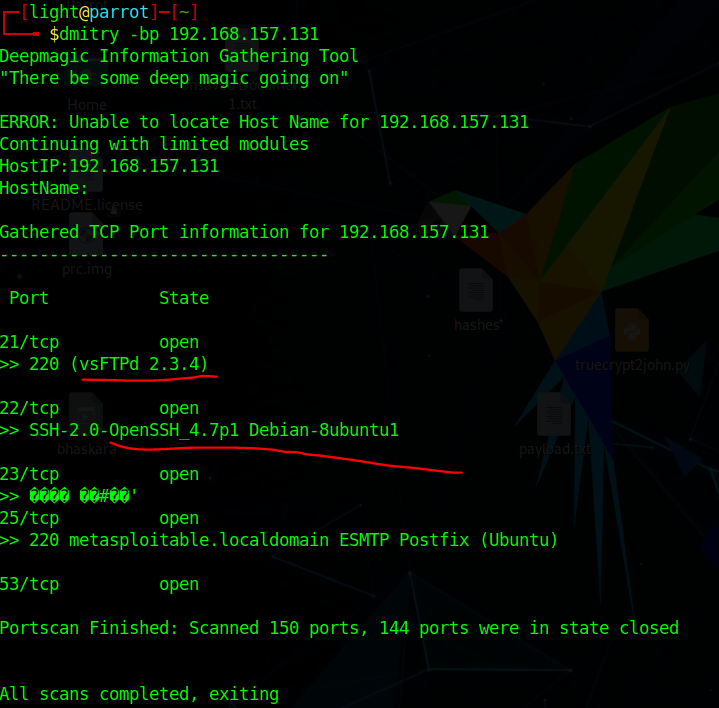 ┌─[light@parrot]─[~]
└──╼ $dmitry -bp 192.168.157.131
Deepmagic Information Gathering Tool
"There be some deep magic going on"
Home
1.txt
ERROR: Unable to locate Host Name for 192.168.157.131
Continuing with limited modules
HostIP:192.168.157.131
HostName:
README.license
Gathered TCP Port information for 192.168.157.131
---------------------------------
prc.img
Port State
hashes
21/tcp open
>> 220 (vsFTPd 2.3.4)
truecrypt2john.py
22/tcp open
>> SSH-2.0-OpenSSH_4.7p1 Debian-8ubuntu1
bhaskara
payload.txt
23/tcp open
>> ���� ��#��'
25/tcp open
>> 220 metasploitable.localdomain ESMTP Postfix (Ubuntu)
53/tcp open
Portscan Finished: Scanned 150 ports, 144 ports were in state closed
All scans completed, exiting